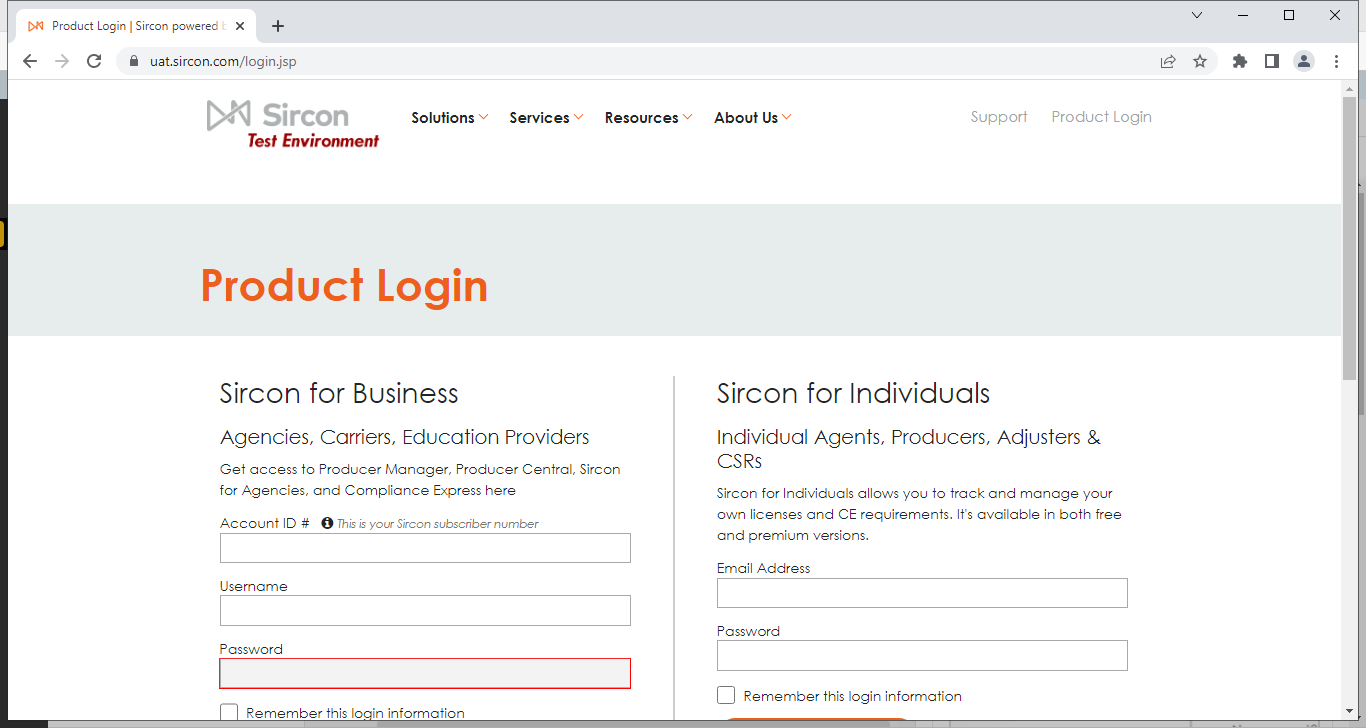 Product Login | Sircon powered b
uat.sircon.com/login.jsp
Sircon
Test Environment
Solutions
Services
Resources
About Us
Support
Product Login
Product Login
Sircon for Business
Agencies, Carriers, Education Providers
Get access to Producer Manager, Producer Central, Sircon
for Agencies, and Compliance Express here
Account ID # This is your Sircon subscriber number
Username
Password
Remember this login information
Sircon for Individuals
Individual Agents, Producers, Adjusters &
CSRs
Sircon for Individuals allows you to track and manage your
own licenses and CE requirements. It's available in both free
and premium versions.
Email Address
Password
Remember this login information